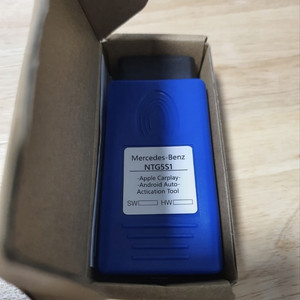 Mercedes-Benz
NTG5S1
-Apple Carplay-
-Android Auto-
Actication Tool
SW HW